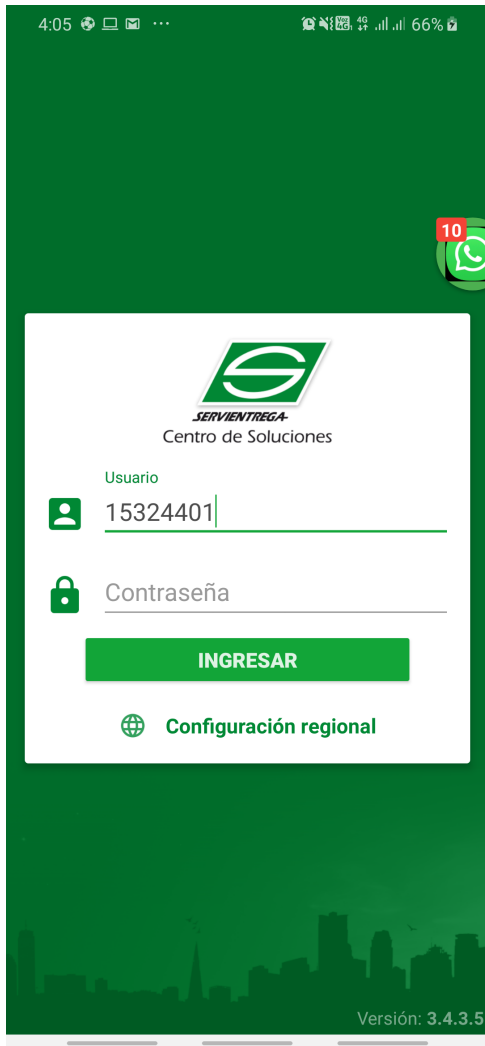 4:05 ... 66%
10
SERVIENTREGA
Centro de Soluciones
Usuario
15324401
Contraseña
INGRESAR
Configuración regional
Versión: 3.4.3.5